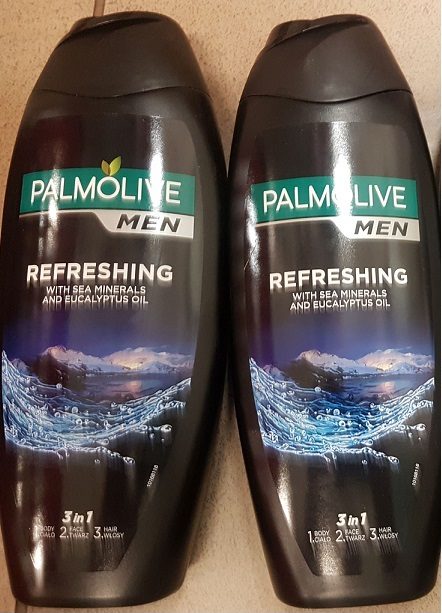 PALMOLIVE
MEN
REFRESHING
WITH SEA MINERALS
AND EUCALYPTUS OIL
3 in 1
1. BODY CIAŁO 2. FACE TWARZ 3. HAIR WŁOSY
PALMOLIVE
MEN
REFRESHING
WITH SEA MINERALS
AND EUCALYPTUS OIL
3 in 1
1. BODY CIAŁO 2. FACE TWARZ 3. HAIR WŁOSY